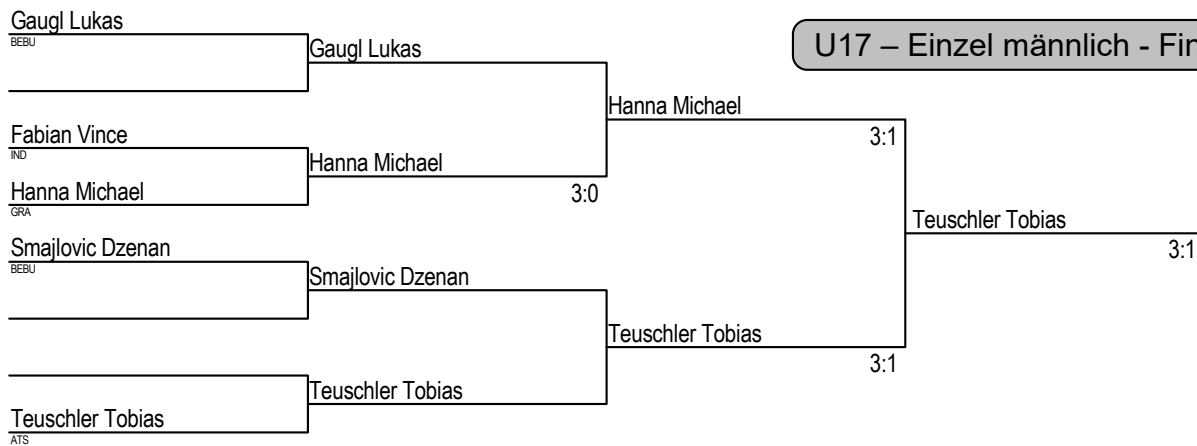 Gaugl Lukas
BEBU
Gaugl Lukas
U17 – Einzel männlich - Fin
Hanna Michael
3:1
Fabian Vince
IND
Hanna Michael
3:0
Hanna Michael
GRA
Teuschler Tobias
3:1
Smajlovic Dzenan
BEBU
Smajlovic Dzenan
Teuschler Tobias
3:1
Teuschler Tobias
Teuschler Tobias
ATS